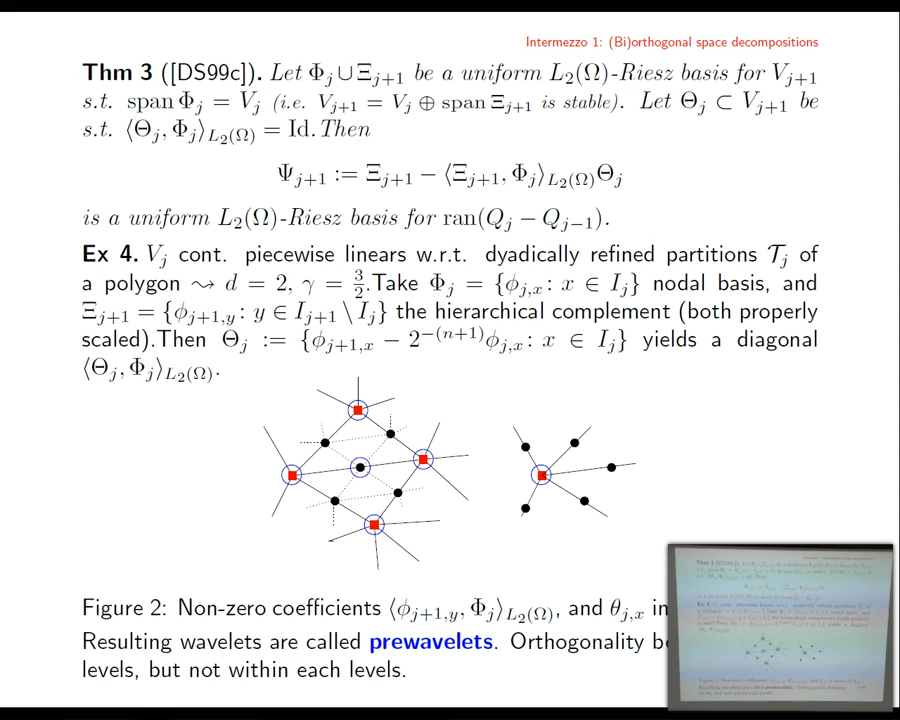 Intermezzo 1: (Bi)orthogonal space decompositions
Thm 3 ([DS99c]). Let Φ_j ∪ Ξ_{j+1} be a uniform L_2(Ω)-Riesz basis for V_{j+1}
s.t. span Φ_j = V_j (i.e. V_{j+1} = V_j ⊕ span Ξ_{j+1} is stable). Let Θ_j ⊂ V_{j+1} be
s.t. ⟨Θ_j, Φ_j⟩_{L_2(Ω)} = Id. Then
Ψ_{j+1} := Ξ_{j+1} − ⟨Ξ_{j+1}, Φ_j⟩_{L_2(Ω)}Θ_j
is a uniform L_2(Ω)-Riesz basis for ran(Q_j − Q_{j−1}).
Ex 4. V_j cont. piecewise linears w.r.t. dyadically refined partitions 𝒯_j of
a polygon ⇝ d = 2, γ = 3/2.Take Φ_j = {ϕ_{j,x} : x ∈ I_j} nodal basis, and
Ξ_{j+1} = {ϕ_{j+1,y} : y ∈ I_{j+1} \ I_j} the hierarchical complement (both properly
scaled).Then Θ_j := {ϕ_{j+1,x} − 2^{−(n+1)}ϕ_{j,x} : x ∈ I_j} yields a diagonal
⟨Θ_j, Φ_j⟩_{L_2(Ω)}.
Figure 2: Non-zero coefficients ⟨ϕ_{j+1,y}, Φ_j⟩_{L_2(Ω)}, and θ_{j,x} in
Resulting wavelets are called prewavelets. Orthogonality be
levels, but not within each levels.